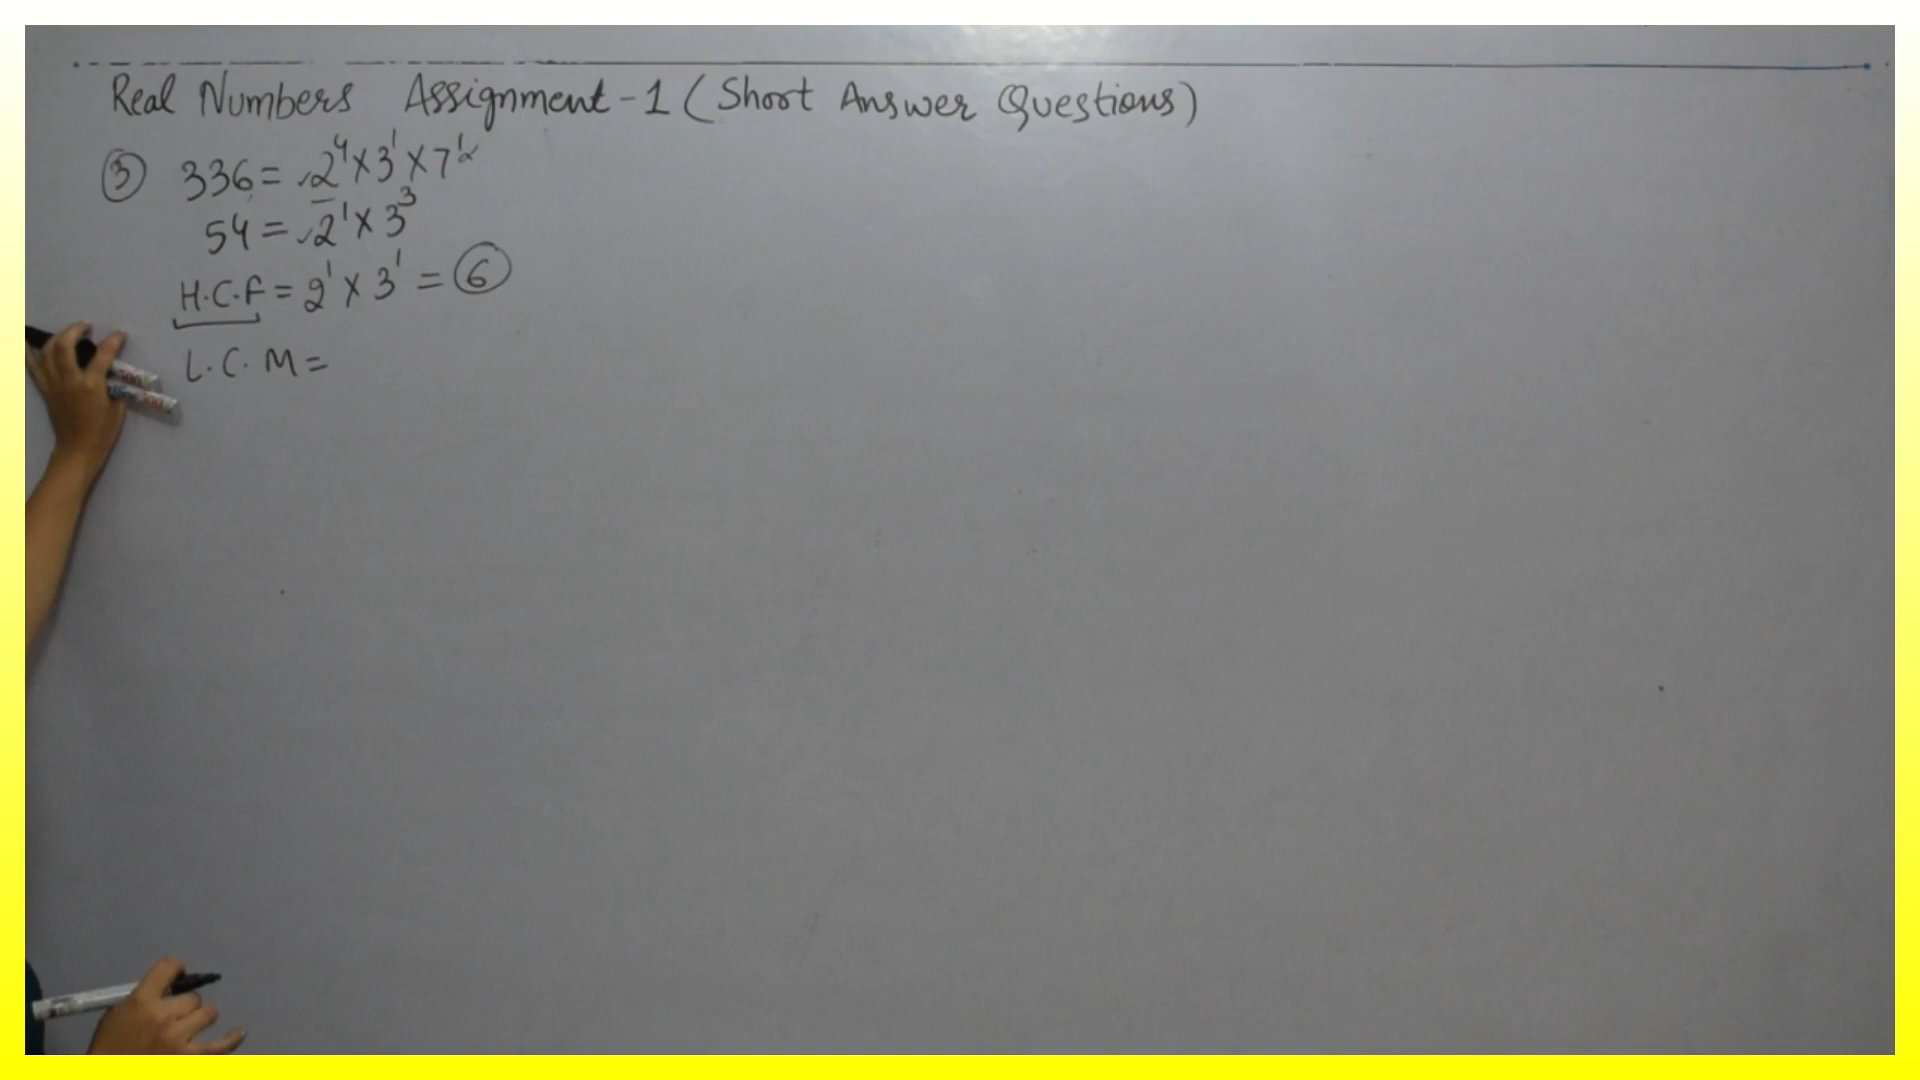 Real Numbers Assignment-1 (Short Answer Questions)
③ 336 = 2⁴ × 3¹ × 7¹
54 = 2¹ × 3³
H.C.F = 2¹ × 3¹ = 6
L.C.M =